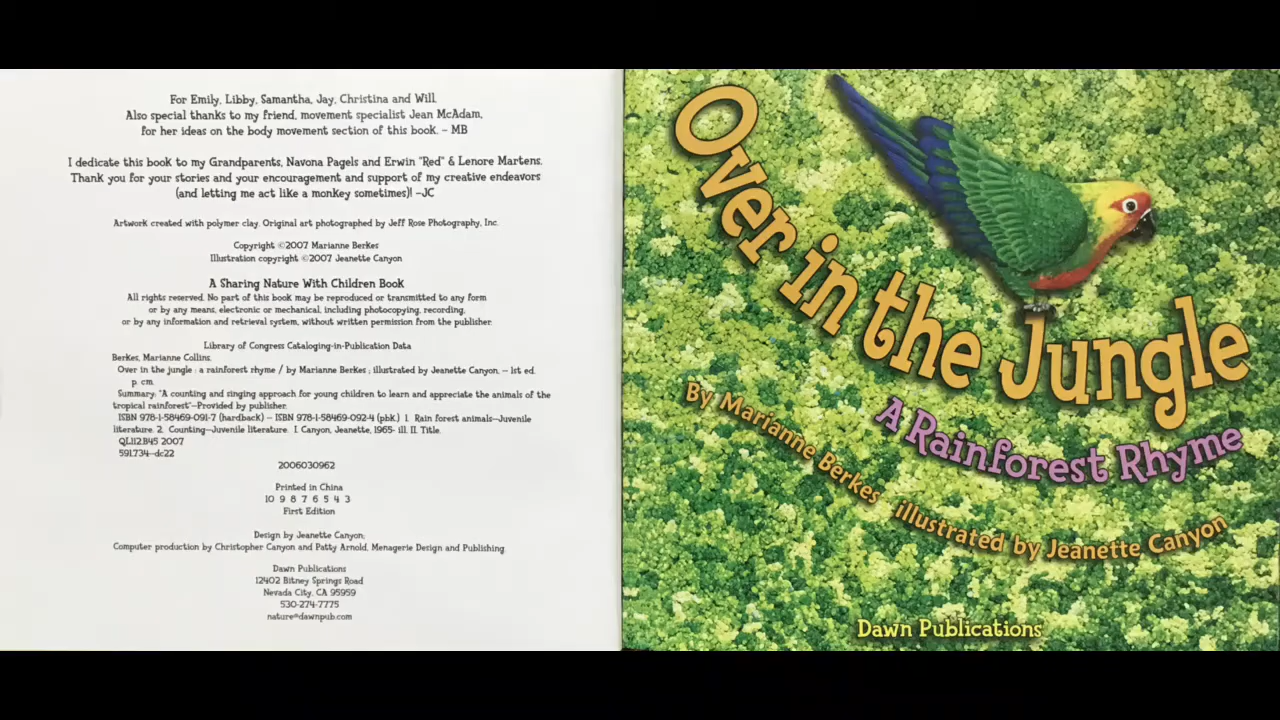 For Emily, Libby, Samantha, Jay, Christina and Will.
Also special thanks to my friend, movement specialist Jean McAdam,
for her ideas on the body movement section of this book. – MB
I dedicate this book to my Grandparents, Navona Pagels and Erwin "Red" & Lenore Martens.
Thank you for your stories and your encouragement and support of my creative endeavors
(and letting me act like a monkey sometimes)! –JC
Artwork created with polymer clay. Original art photographed by Jeff Rose Photography, Inc.
Copyright ©2007 Marianne Berkes
Illustration copyright ©2007 Jeanette Canyon
A Sharing Nature With Children Book
All rights reserved. No part of this book may be reproduced or transmitted to any form
or by any means, electronic or mechanical, including photocopying, recording,
or by any information and retrieval system, without written permission from the publisher.
Library of Congress Cataloging-in-Publication Data
Berkes, Marianne Collins.
Over in the jungle : a rainforest rhyme / by Marianne Berkes ; illustrated by Jeanette Canyon. – 1st ed.
p. cm.
Summary: "A counting and singing approach for young children to learn and appreciate the animals of the
tropical rainforest"–Provided by publisher.
ISBN 978-1-58469-091-7 (hardback) – ISBN 978-1-58469-092-4 (pbk.) 1. Rain forest animals–Juvenile
literature. 2. Counting–Juvenile literature. I. Canyon, Jeanette, 1965- ill. II. Title.
QL112.B45 2007
591.734–dc22
2006030962
Printed in China
10 9 8 7 6 5 4 3
First Edition
Design by Jeanette Canyon;
Computer production by Christopher Canyon and Patty Arnold, Menagerie Design and Publishing
Dawn Publications
12402 Bitney Springs Road
Nevada City, CA 95959
530-274-7775
nature@dawnpub.com
Over in the Jungle
A Rainforest Rhyme
By Marianne Berkes illustrated by Jeanette Canyon
Dawn Publications